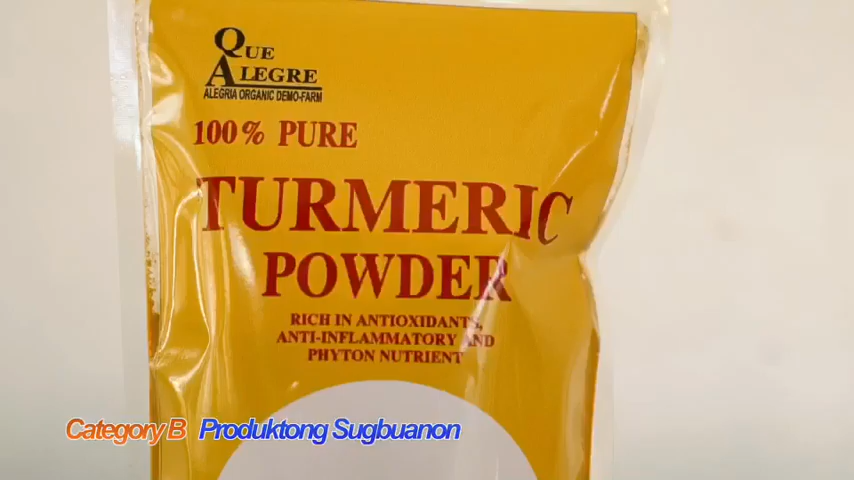 QUE
ALEGRE
ALEGRIA ORGANIC DEMO-FARM
100% PURE
TURMERIC
POWDER
RICH IN ANTIOXIDANTS,
ANTI-INFLAMMATORY AND
PHYTON NUTRIENT
Category B Produktong Sugbuanon